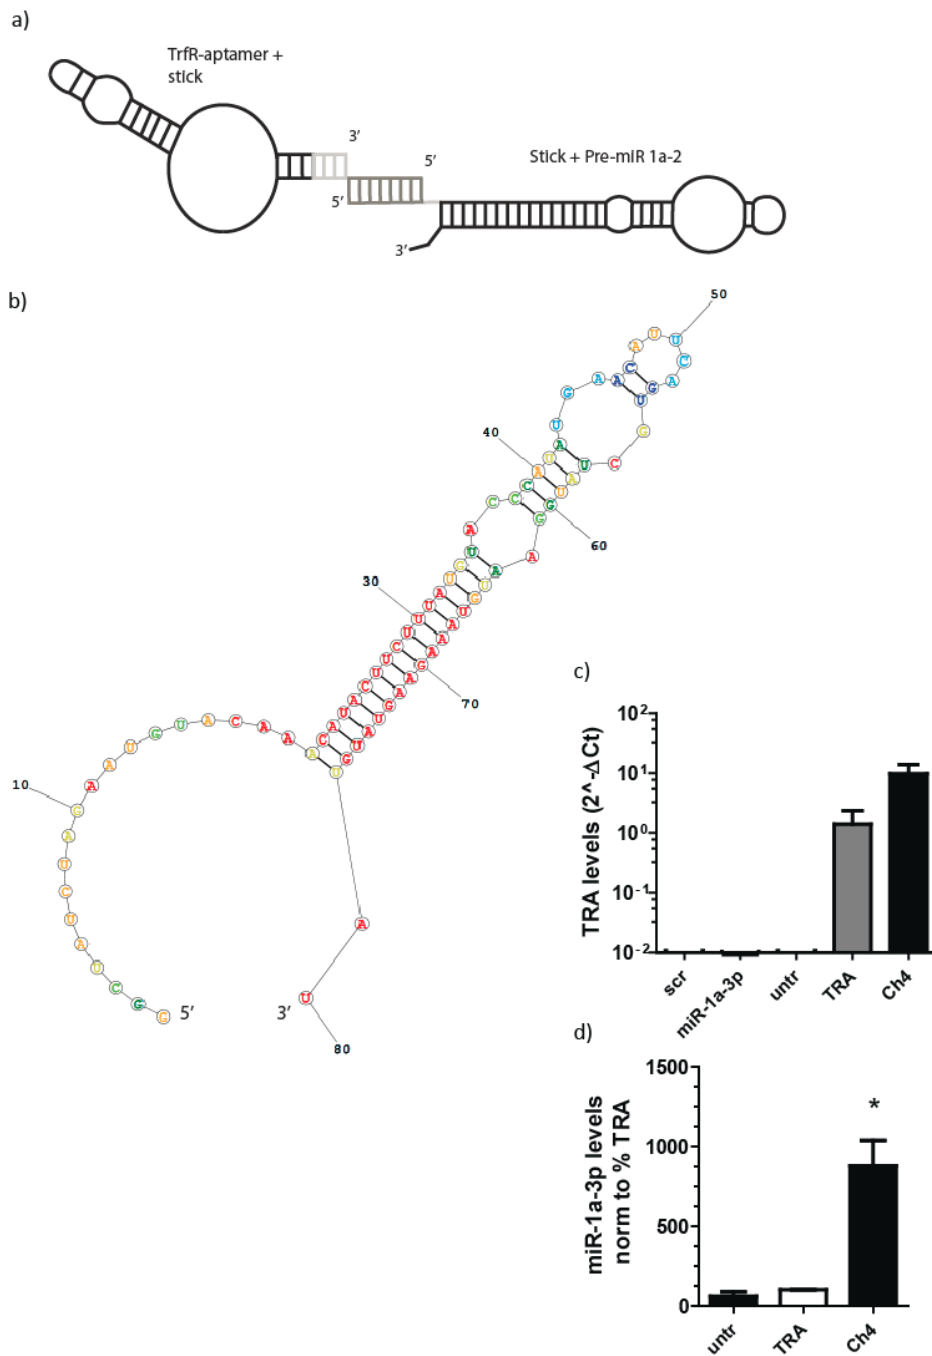 a)
TrfR-aptamer +
stick
3'
5'
Stick + Pre-miR 1a-2
5'
3'
b)
5'
GGCUAUCUAGAAUGUACAAACAUACUUCUUUAUGUACCCAUAUGAACAUUCAGUGCUAUGGAAUGUAAAGAAGUAUGUAU
3'
10
30
40
50
60
70
80
c)
TRA levels (2^-ΔCt)
10²
10¹
10⁰
10⁻¹
10⁻²
scr
miR-1a-3p
untr
TRA
Ch4
d)
miR-1a-3p levels
norm to % TRA
1500
1000
500
0
*
untr
TRA
Ch4